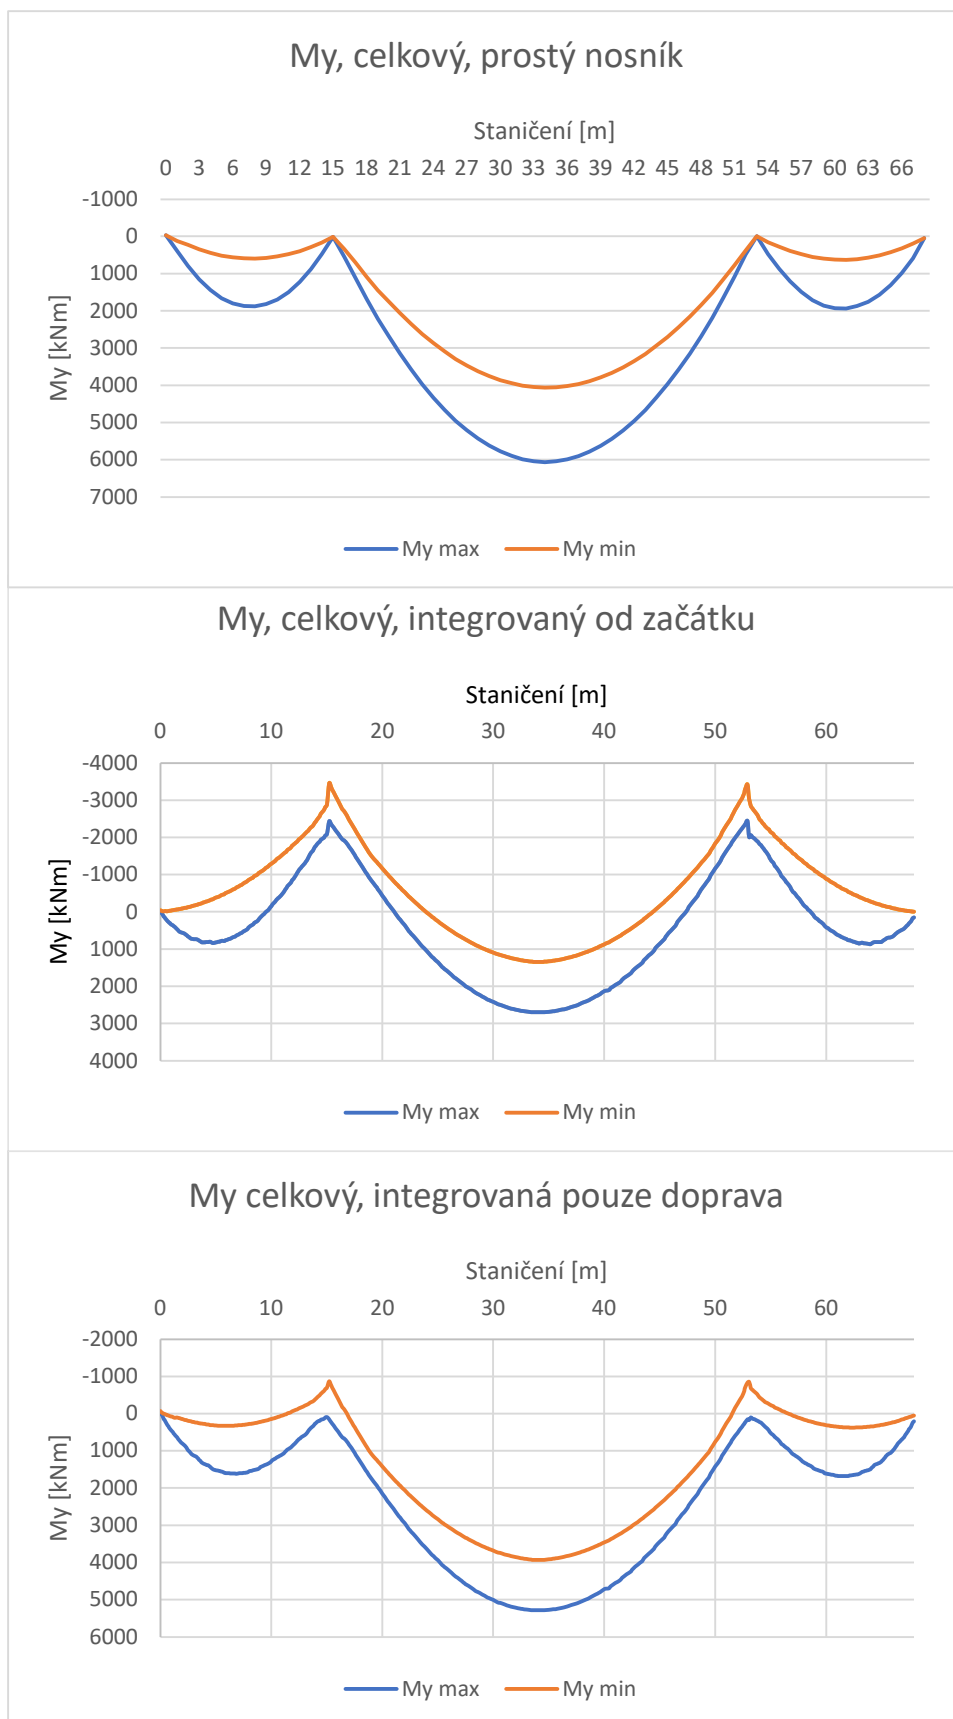 My, celkový, prostý nosník
Staničení [m]
0 3 6 9 12 15 18 21 24 27 30 33 36 39 42 45 48 51 54 57 60 63 66
-1000
0
1000
2000
3000
4000
5000
6000
7000
My [kNm]
My max My min
My, celkový, integrovaný od začátku
Staničení [m]
0 10 20 30 40 50 60
-4000
-3000
-2000
-1000
0
1000
2000
3000
4000
My [kNm]
My max My min
My celkový, integrovaná pouze doprava
Staničení [m]
0 10 20 30 40 50 60
-2000
-1000
0
1000
2000
3000
4000
5000
6000
My [kNm]
My max My min